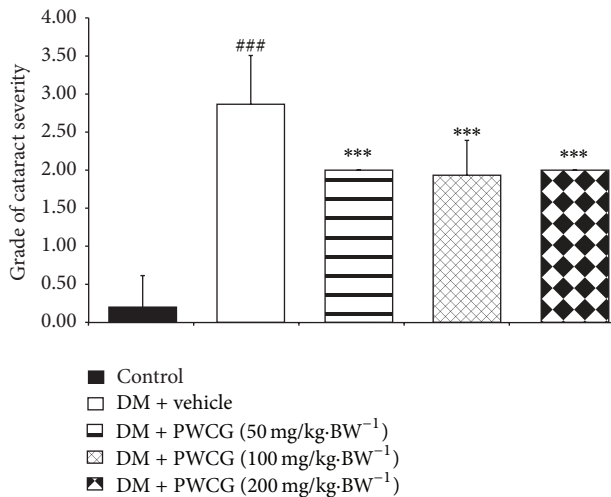 4.00
###
3.50
3.00
2.50
*** *** ***
2.00
1.50
1.00
0.50
0.00
Grade of cataract severity
Control
DM + vehicle
DM + PWCG (50 mg/kg·BW⁻¹)
DM + PWCG (100 mg/kg·BW⁻¹)
DM + PWCG (200 mg/kg·BW⁻¹)